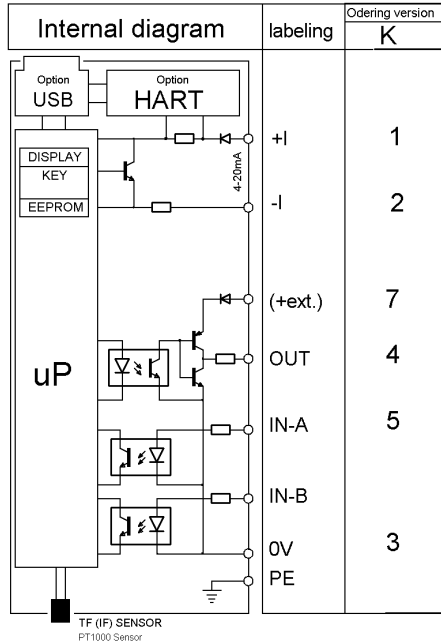 Internal diagram
labeling
Odering version
K
Option
USB
Option
HART
DISPLAY
KEY
EEPROM
4-20mA
+I
1
-I
2
(+ext.)
7
OUT
4
uP
IN-A
5
IN-B
0V
3
PE
TF (IF) SENSOR
PT1000 Sensor